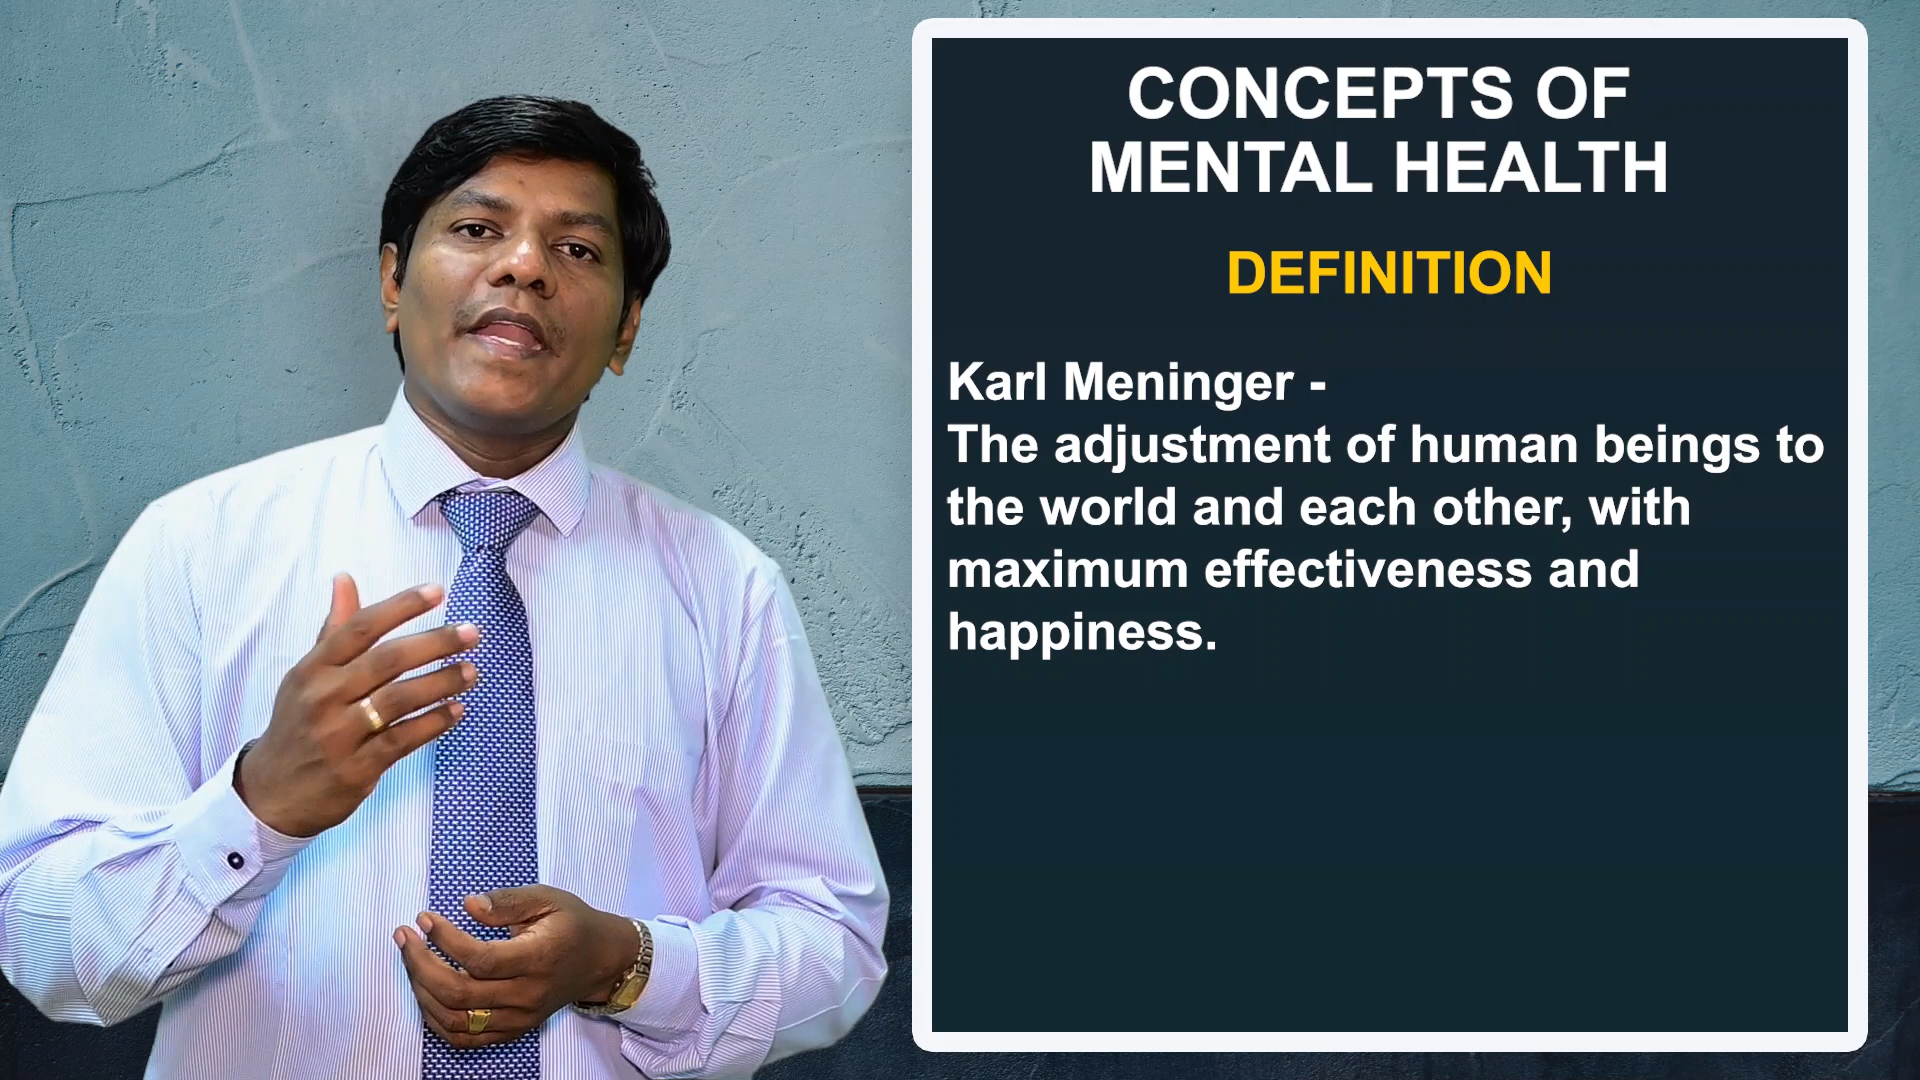 CONCEPTS OF
MENTAL HEALTH
DEFINITION
Karl Meninger -
The adjustment of human beings to
the world and each other, with
maximum effectiveness and
happiness.